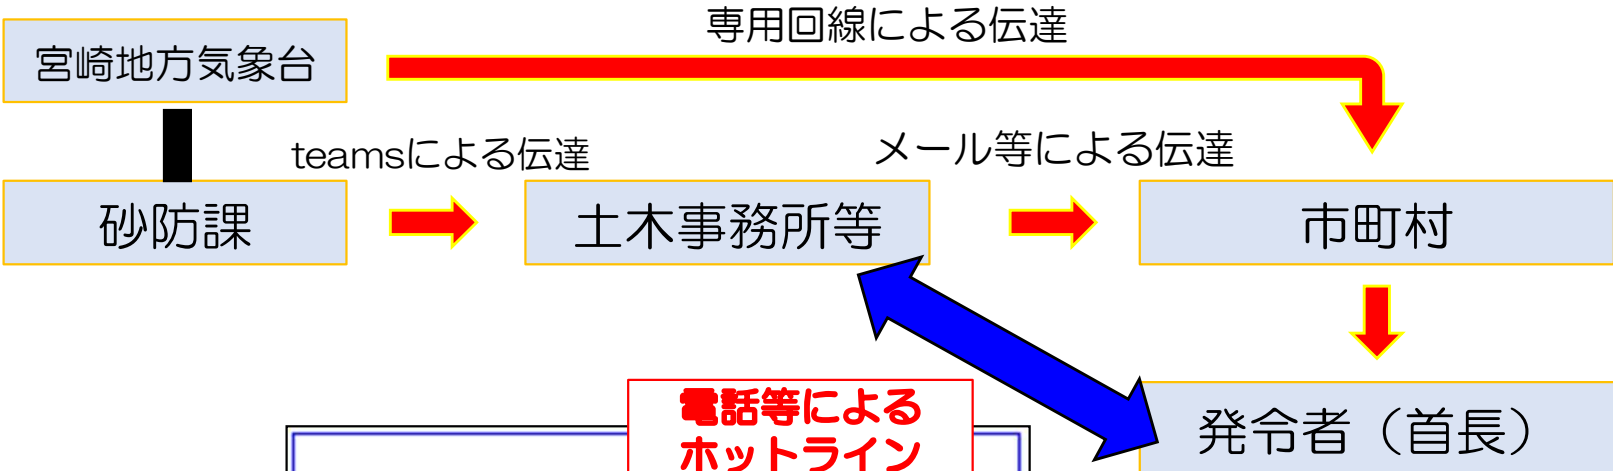 専用回線による伝達
宮崎地方気象台
teamsによる伝達
メール等による伝達
砂防課
土木事務所等
市町村
電話等による
ホットライン
発令者（首長）